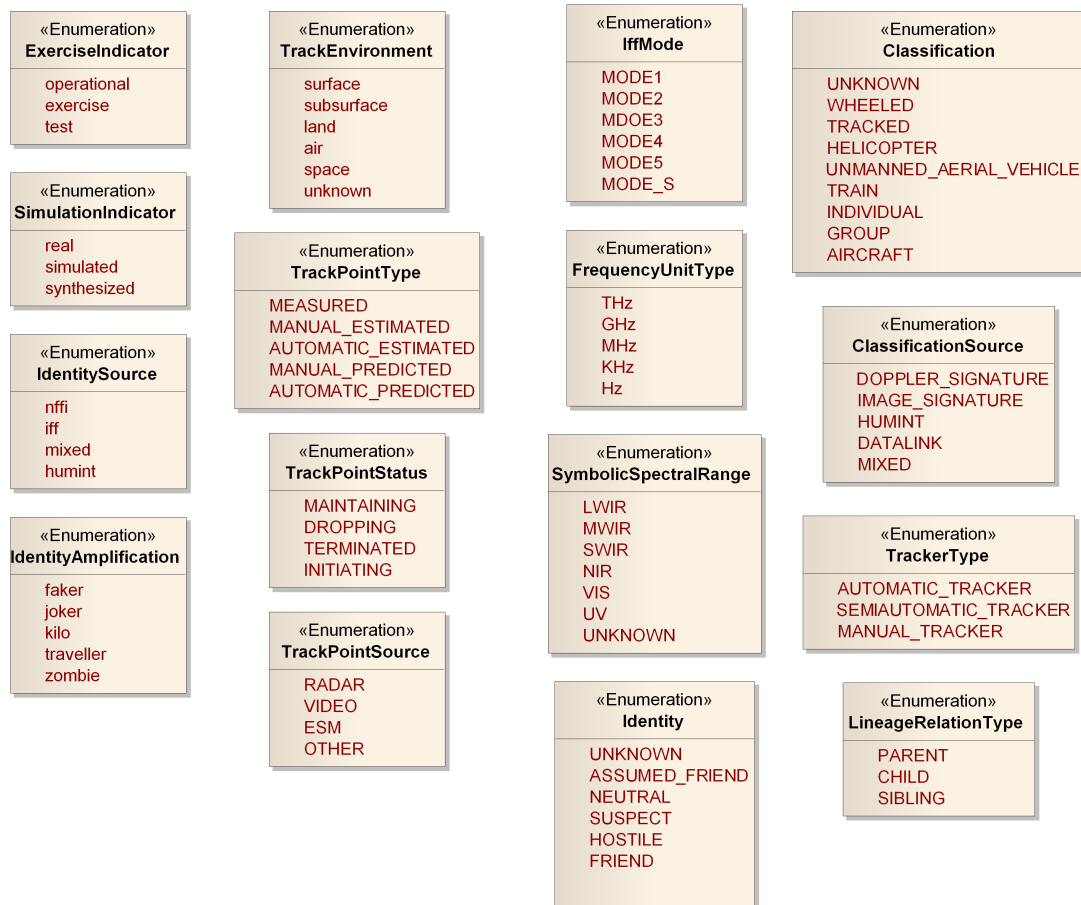 «Enumeration»
ExerciseIndicator
operational
exercise
test
«Enumeration»
SimulationIndicator
real
simulated
synthesized
«Enumeration»
IdentitySource
nffi
iff
mixed
humint
«Enumeration»
IdentityAmplification
faker
joker
kilo
traveller
zombie
«Enumeration»
TrackEnvironment
surface
subsurface
land
air
space
unknown
«Enumeration»
TrackPointType
MEASURED
MANUAL_ESTIMATED
AUTOMATIC_ESTIMATED
MANUAL_PREDICTED
AUTOMATIC_PREDICTED
«Enumeration»
TrackPointStatus
MAINTAINING
DROPPING
TERMINATED
INITIATING
«Enumeration»
TrackPointSource
RADAR
VIDEO
ESM
OTHER
«Enumeration»
IffMode
MODE1
MODE2
MDOE3
MODE4
MODE5
MODE_S
«Enumeration»
FrequencyUnitType
THz
GHz
MHz
KHz
Hz
«Enumeration»
SymbolicSpectralRange
LWIR
MWIR
SWIR
NIR
VIS
UV
UNKNOWN
«Enumeration»
Identity
UNKNOWN
ASSUMED_FRIEND
NEUTRAL
SUSPECT
HOSTILE
FRIEND
«Enumeration»
Classification
UNKNOWN
WHEELED
TRACKED
HELICOPTER
UNMANNED_AERIAL_VEHICLE
TRAIN
INDIVIDUAL
GROUP
AIRCRAFT
«Enumeration»
ClassificationSource
DOPPLER_SIGNATURE
IMAGE_SIGNATURE
HUMINT
DATALINK
MIXED
«Enumeration»
TrackerType
AUTOMATIC_TRACKER
SEMIAUTOMATIC_TRACKER
MANUAL_TRACKER
«Enumeration»
LineageRelationType
PARENT
CHILD
SIBLING